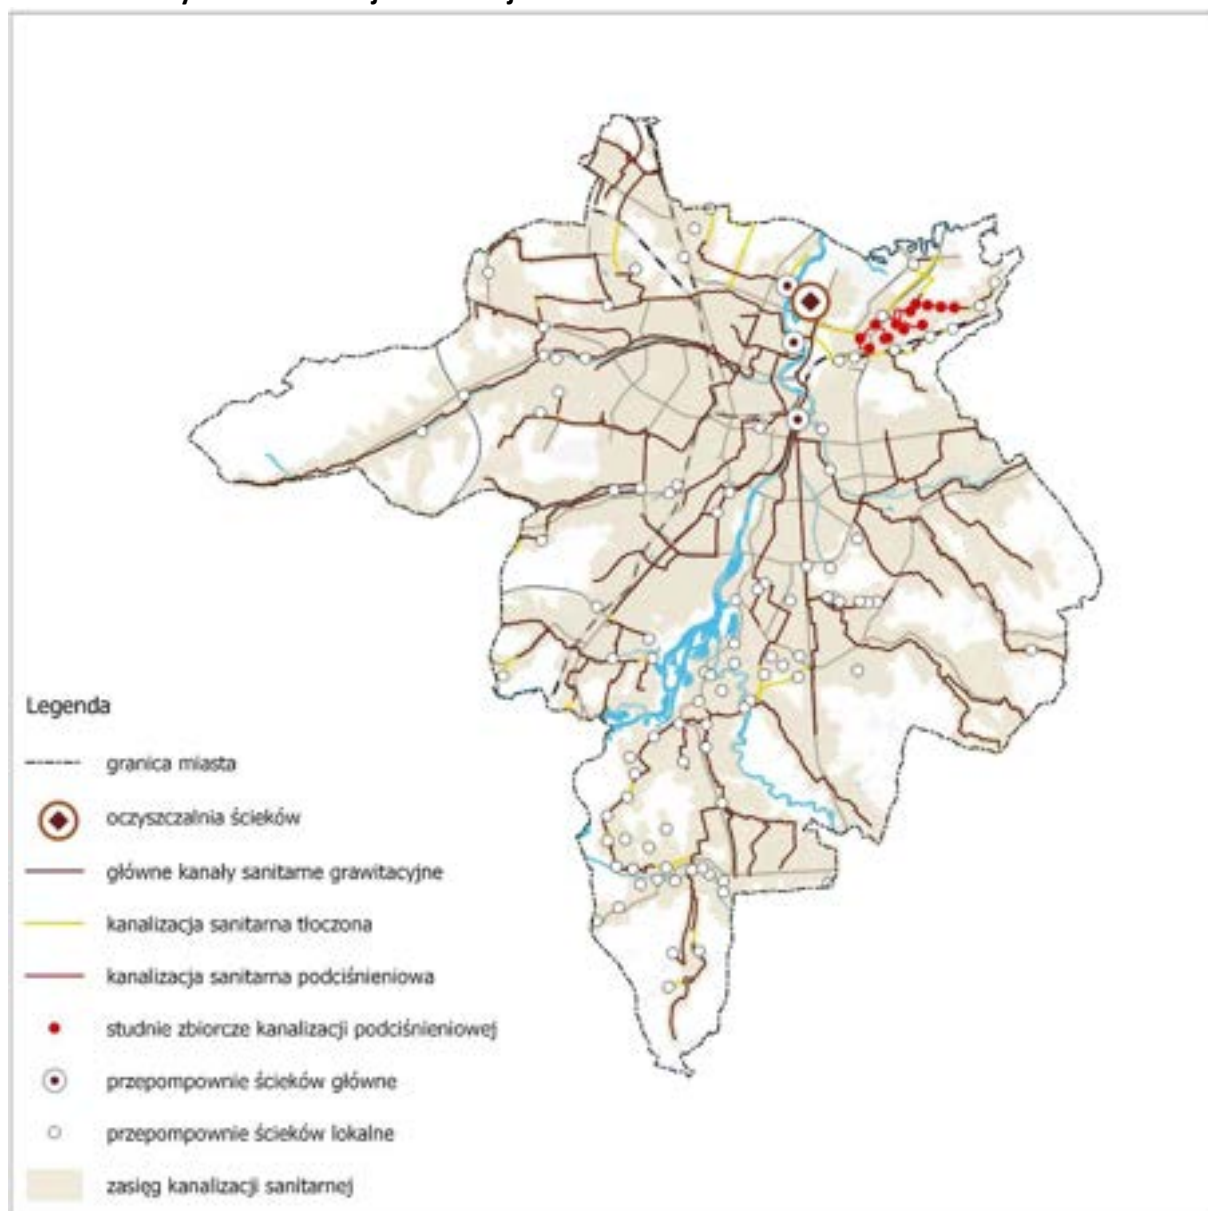 Legenda
granica miasta
oczyszczalnia ścieków
główne kanały sanitarne grawitacyjne
kanalizacja sanitarna tłoczona
kanalizacja sanitarna podciśnieniowa
studnie zbiorcze kanalizacji podciśnieniowej
przepompownie ścieków główne
przepompownie ścieków lokalne
zasięg kanalizacji sanitarnej